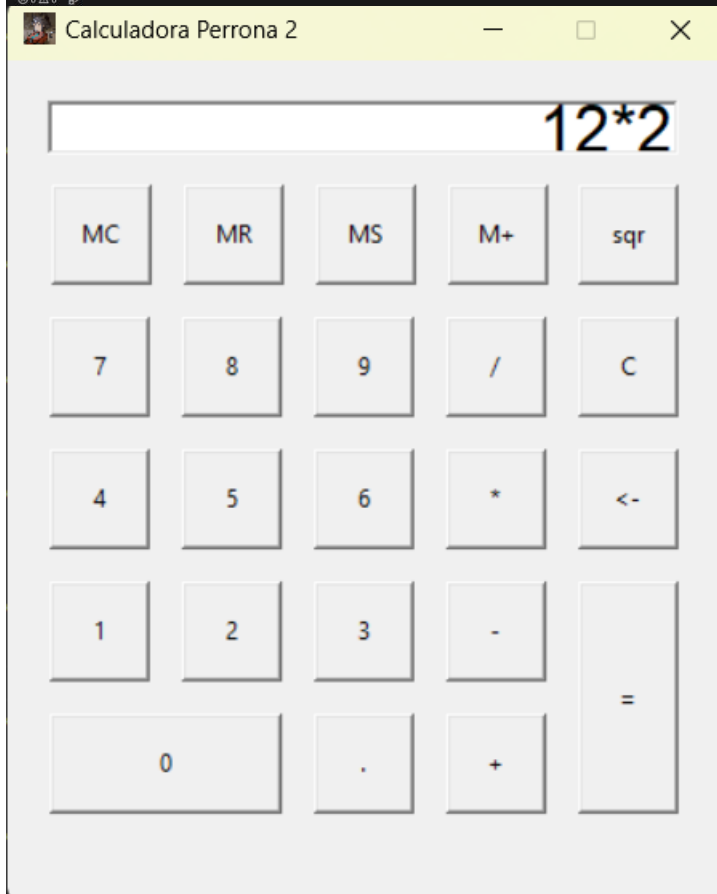 Calculadora Perrona 2
12*2
MC MR MS M+ sqr
7 8 9 / C
4 5 6 * <-
1 2 3 -
=
0 . +